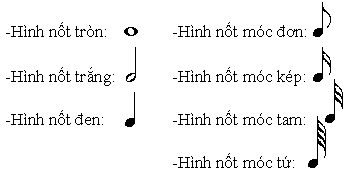 -Hình nốt tròn:
-Hình nốt trắng:
-Hình nốt đen:
-Hình nốt móc đơn:
-Hình nốt móc kép:
-Hình nốt móc tam:
-Hình nốt móc tứ: